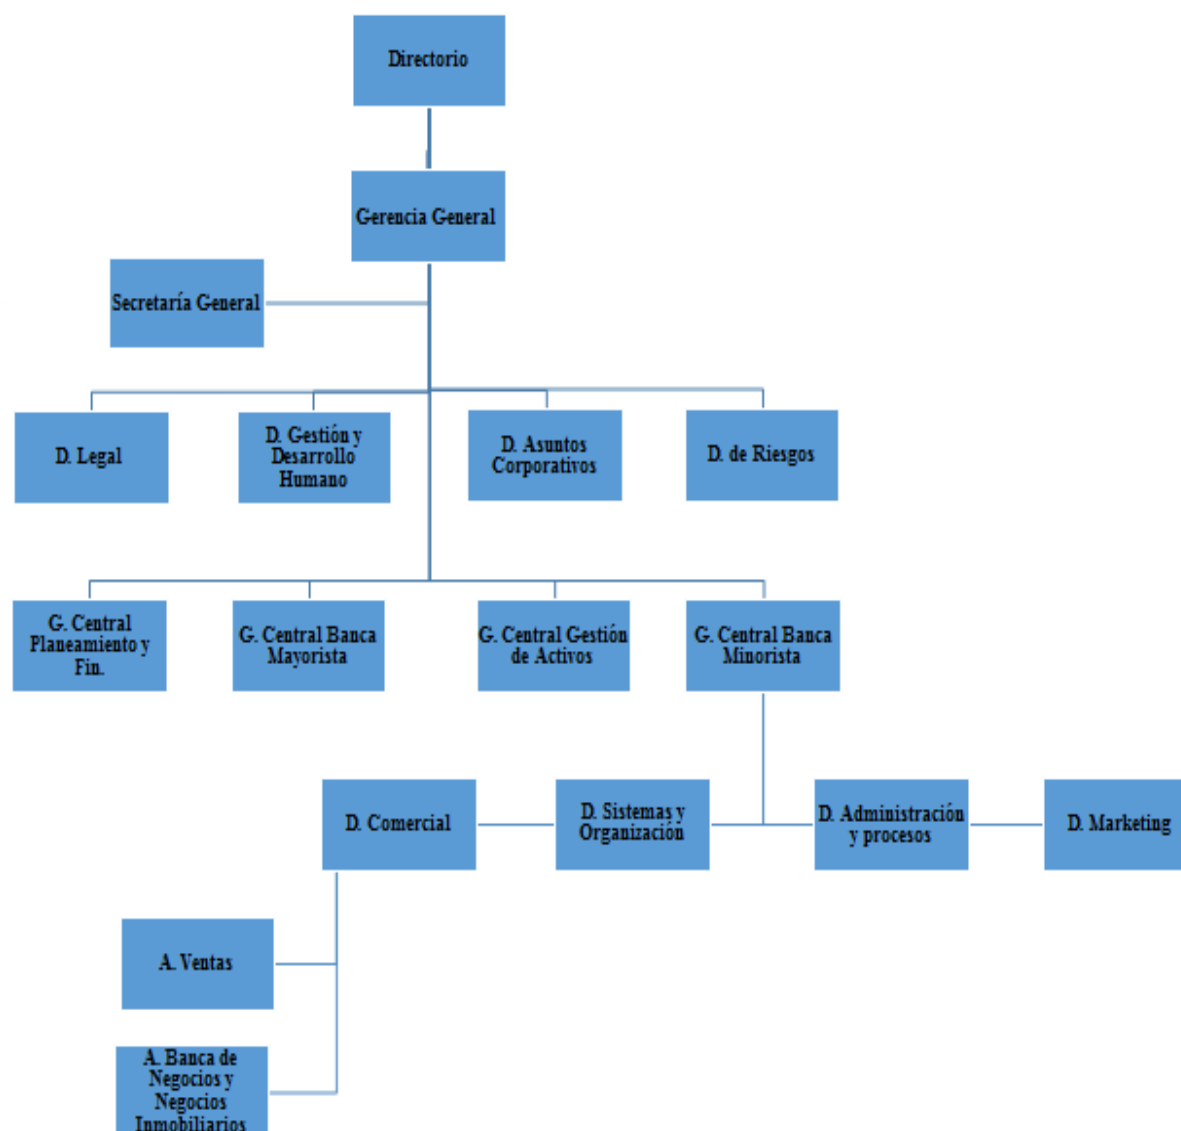 Directorio
Gerencia General
Secretaría General
D. Legal
D. Gestión y
Desarrollo
Humano
D. Asuntos
Corporativos
D. de Riesgos
G. Central
Planeamiento y
Fin.
G. Central Banca
Mayorista
G. Central Gestión
de Activos
G. Central Banca
Minorista
D. Comercial
D. Sistemas y
Organización
D. Administración
y procesos
D. Marketing
A. Ventas
A. Banca de
Negocios y
Negocios
Inmobiliarios